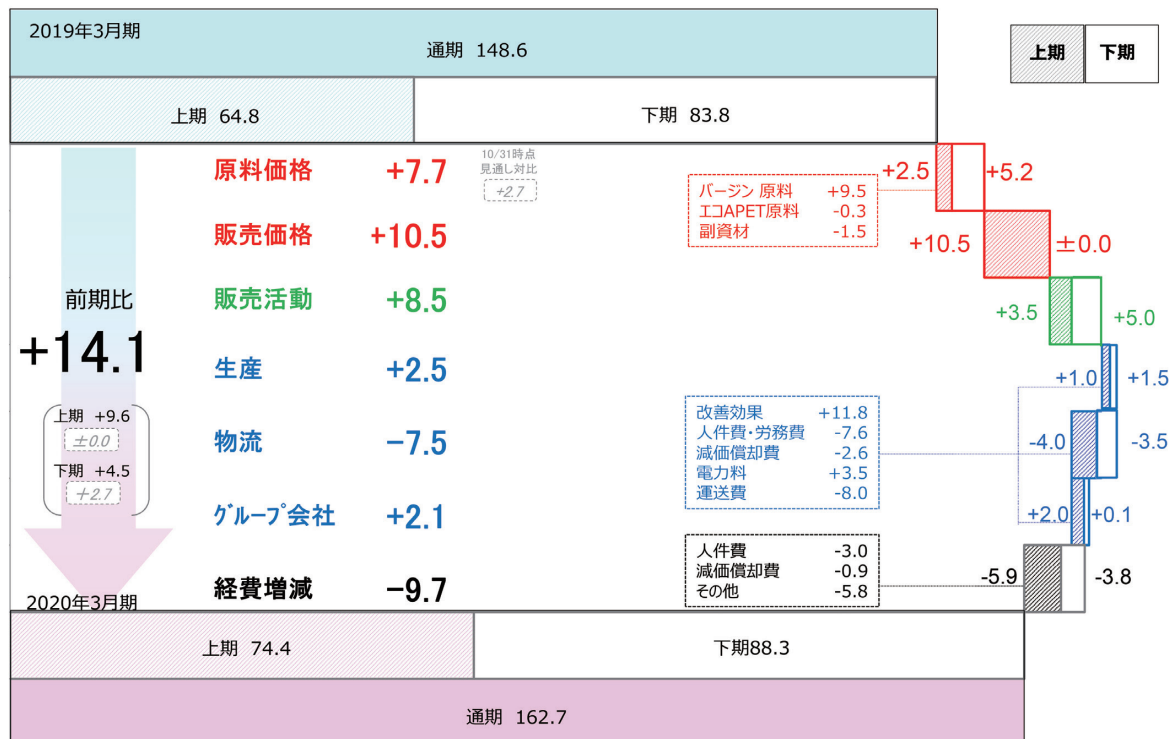 2019年3月期
通期 148.6
上期 下期
上期 64.8
下期 83.8
原料価格 +7.7
10/31時点
見通し対比
+2.7
バージン 原料 +9.5
エコAPET原料 -0.3
副資材 -1.5
+2.5 +5.2
販売価格 +10.5
+10.5 ±0.0
前期比
+14.1
上期 +9.6
±0.0
下期 +4.5
+2.7
販売活動 +8.5
+3.5 +5.0
生産 +2.5
+1.0 +1.5
改善効果 +11.8
人件費・労務費 -7.6
減価償却費 -2.6
電力料 +3.5
運送費 -8.0
物流 -7.5
-4.0 -3.5
グループ会社 +2.1
+2.0 +0.1
経費増減 -9.7
人件費 -3.0
減価償却費 -0.9
その他 -5.8
-5.9 -3.8
2020年3月期
上期 74.4
下期88.3
通期 162.7